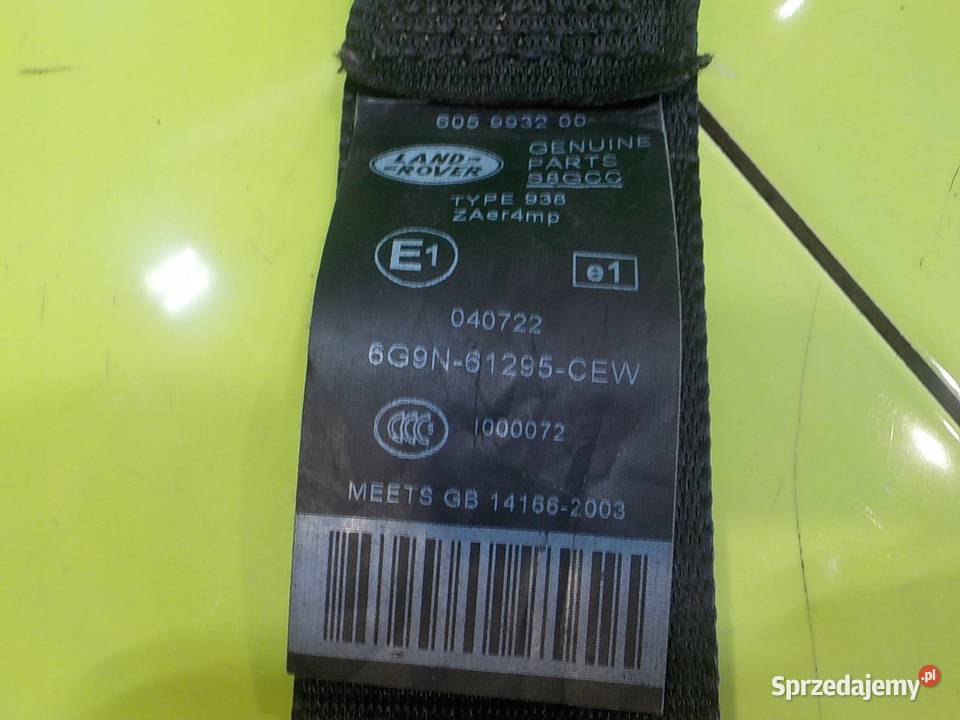 605 9932 00
LAND-
ROVER
GENUINE
PARTS
S8GCC
TYPE 938
ZAer4mp
E1
e1
040722
6G9N-61295-CEW
CCC
I000072
MEETS GB 14166-2003
Sprzedajemy.pl